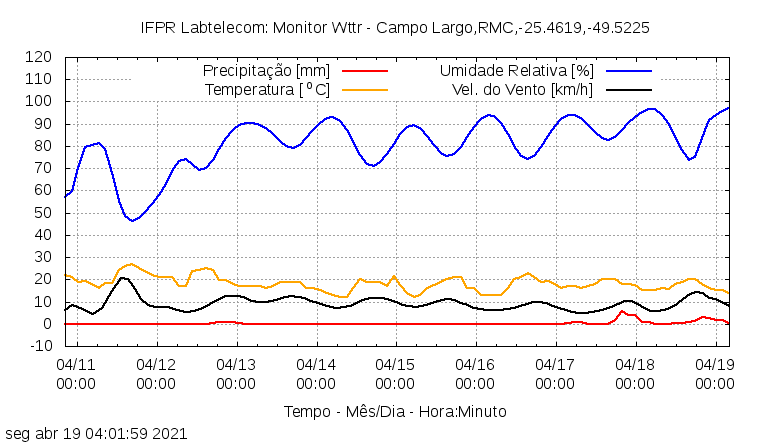 IFPR Labtelecom: Monitor Wttr - Campo Largo,RMC,-25.4619,-49.5225
Precipitação [mm]
Temperatura [ ⁰C]
Umidade Relativa [%]
Vel. do Vento [km/h]
120
110
100
90
80
70
60
50
40
30
20
10
0
-10
04/11 04/12 04/13 04/14 04/15 04/16 04/17 04/18 04/19
00:00 00:00 00:00 00:00 00:00 00:00 00:00 00:00 00:00
Tempo - Mês/Dia - Hora:Minuto
seg abr 19 04:01:59 2021